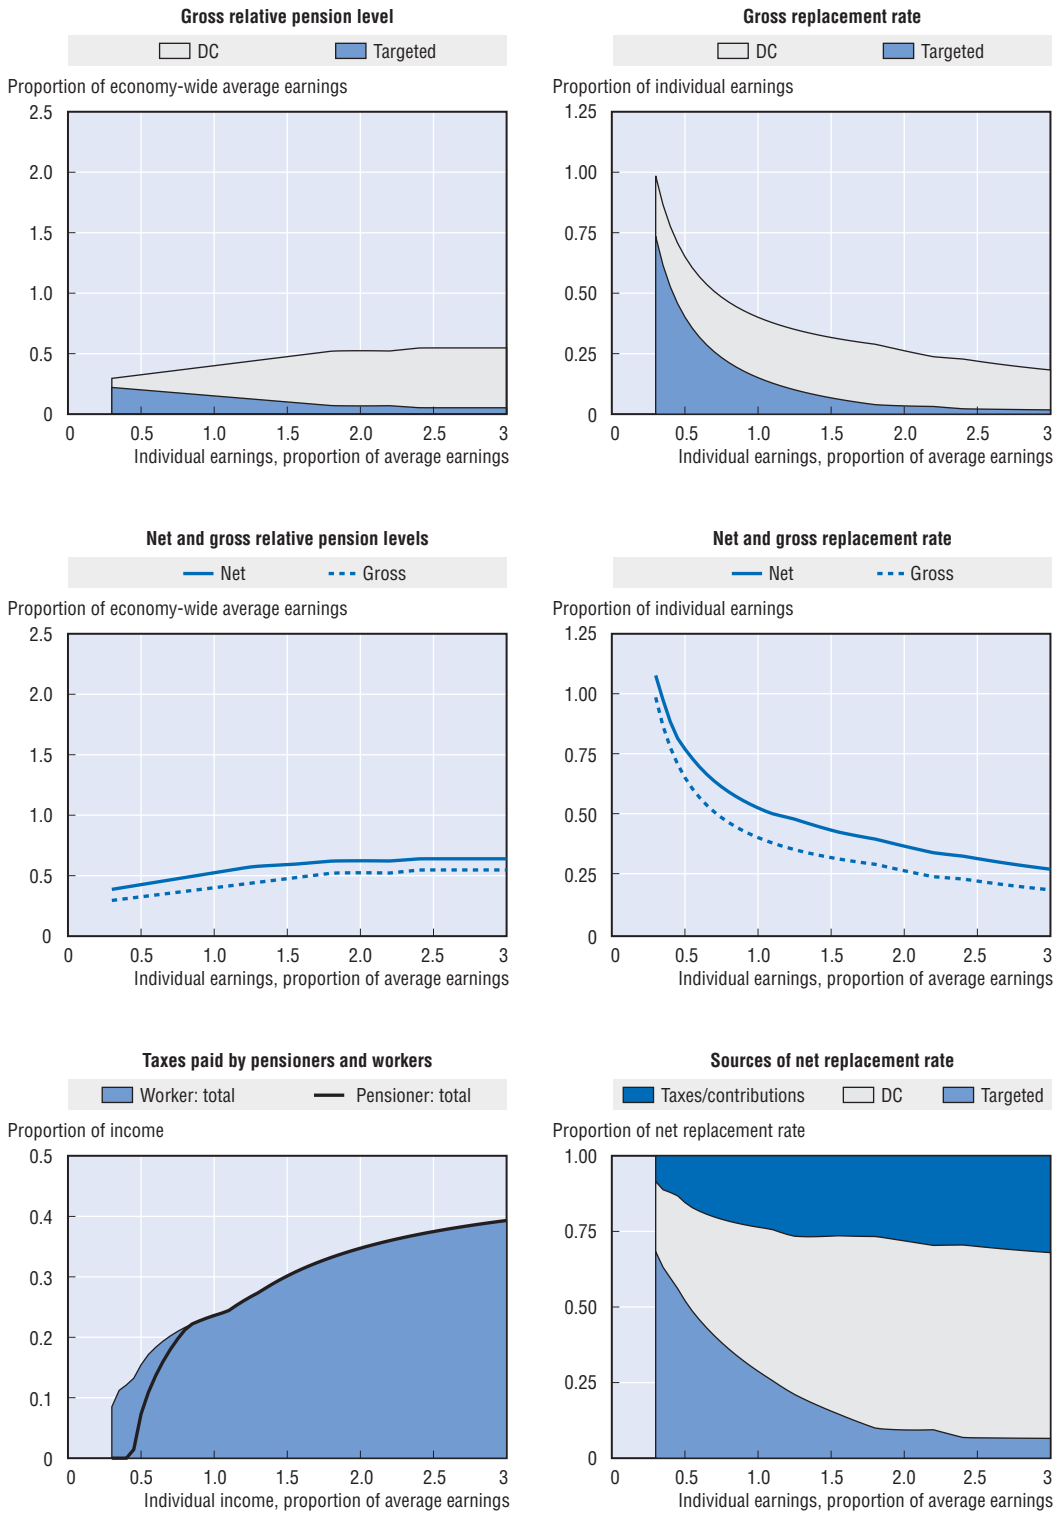 Gross relative pension level
DC Targeted
Proportion of economy-wide average earnings
2.5
2.0
1.5
1.0
0.5
0
0 0.5 1.0 1.5 2.0 2.5 3
Individual earnings, proportion of average earnings
Gross replacement rate
DC Targeted
Proportion of individual earnings
1.25
1.00
0.75
0.50
0.25
0
0 0.5 1.0 1.5 2.0 2.5 3
Individual earnings, proportion of average earnings
Net and gross relative pension levels
Net Gross
Proportion of economy-wide average earnings
2.5
2.0
1.5
1.0
0.5
0
0 0.5 1.0 1.5 2.0 2.5 3
Individual earnings, proportion of average earnings
Net and gross replacement rate
Net Gross
Proportion of individual earnings
1.25
1.00
0.75
0.50
0.25
0
0 0.5 1.0 1.5 2.0 2.5 3
Individual earnings, proportion of average earnings
Taxes paid by pensioners and workers
Worker: total Pensioner: total
Proportion of income
0.5
0.4
0.3
0.2
0.1
0
0 0.5 1.0 1.5 2.0 2.5 3
Individual income, proportion of average earnings
Sources of net replacement rate
Taxes/contributions DC Targeted
Proportion of net replacement rate
1.00
0.75
0.50
0.25
0
0 0.5 1.0 1.5 2.0 2.5 3
Individual earnings, proportion of average earnings